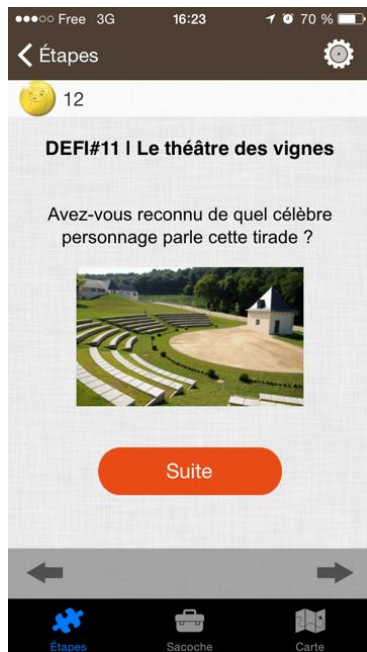 Free 3G 16:23 70 %
Étapes
12
DEFI#11 I Le théâtre des vignes
Avez-vous reconnu de quel célèbre
personnage parle cette tirade ?
Suite
Étapes Sacoche Carte